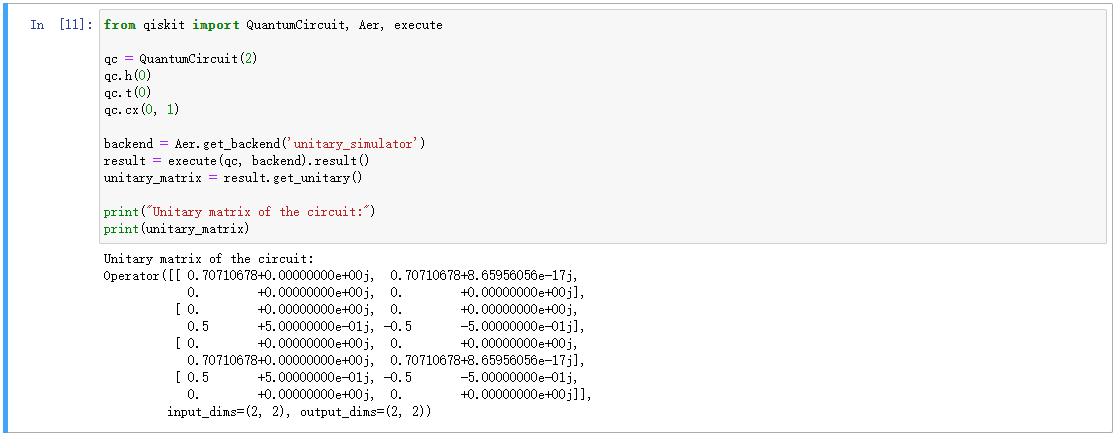 In [11]: from qiskit import QuantumCircuit, Aer, execute
qc = QuantumCircuit(2)
qc.h(0)
qc.t(0)
qc.cx(0, 1)
backend = Aer.get_backend('unitary_simulator')
result = execute(qc, backend).result()
unitary_matrix = result.get_unitary()
print("Unitary matrix of the circuit:")
print(unitary_matrix)
Unitary matrix of the circuit:
Operator([[ 0.70710678+0.00000000e+00j,  0.70710678+8.65956056e-17j,
            0.        +0.00000000e+00j,  0.        +0.00000000e+00j],
          [ 0.        +0.00000000e+00j,  0.        +0.00000000e+00j,
            0.5       +5.00000000e-01j, -0.5       -5.00000000e-01j],
          [ 0.        +0.00000000e+00j,  0.        +0.00000000e+00j,
            0.70710678+0.00000000e+00j,  0.70710678+8.65956056e-17j],
          [ 0.5       +5.00000000e-01j, -0.5       -5.00000000e-01j,
            0.        +0.00000000e+00j,  0.        +0.00000000e+00j]],
         input_dims=(2, 2), output_dims=(2, 2))